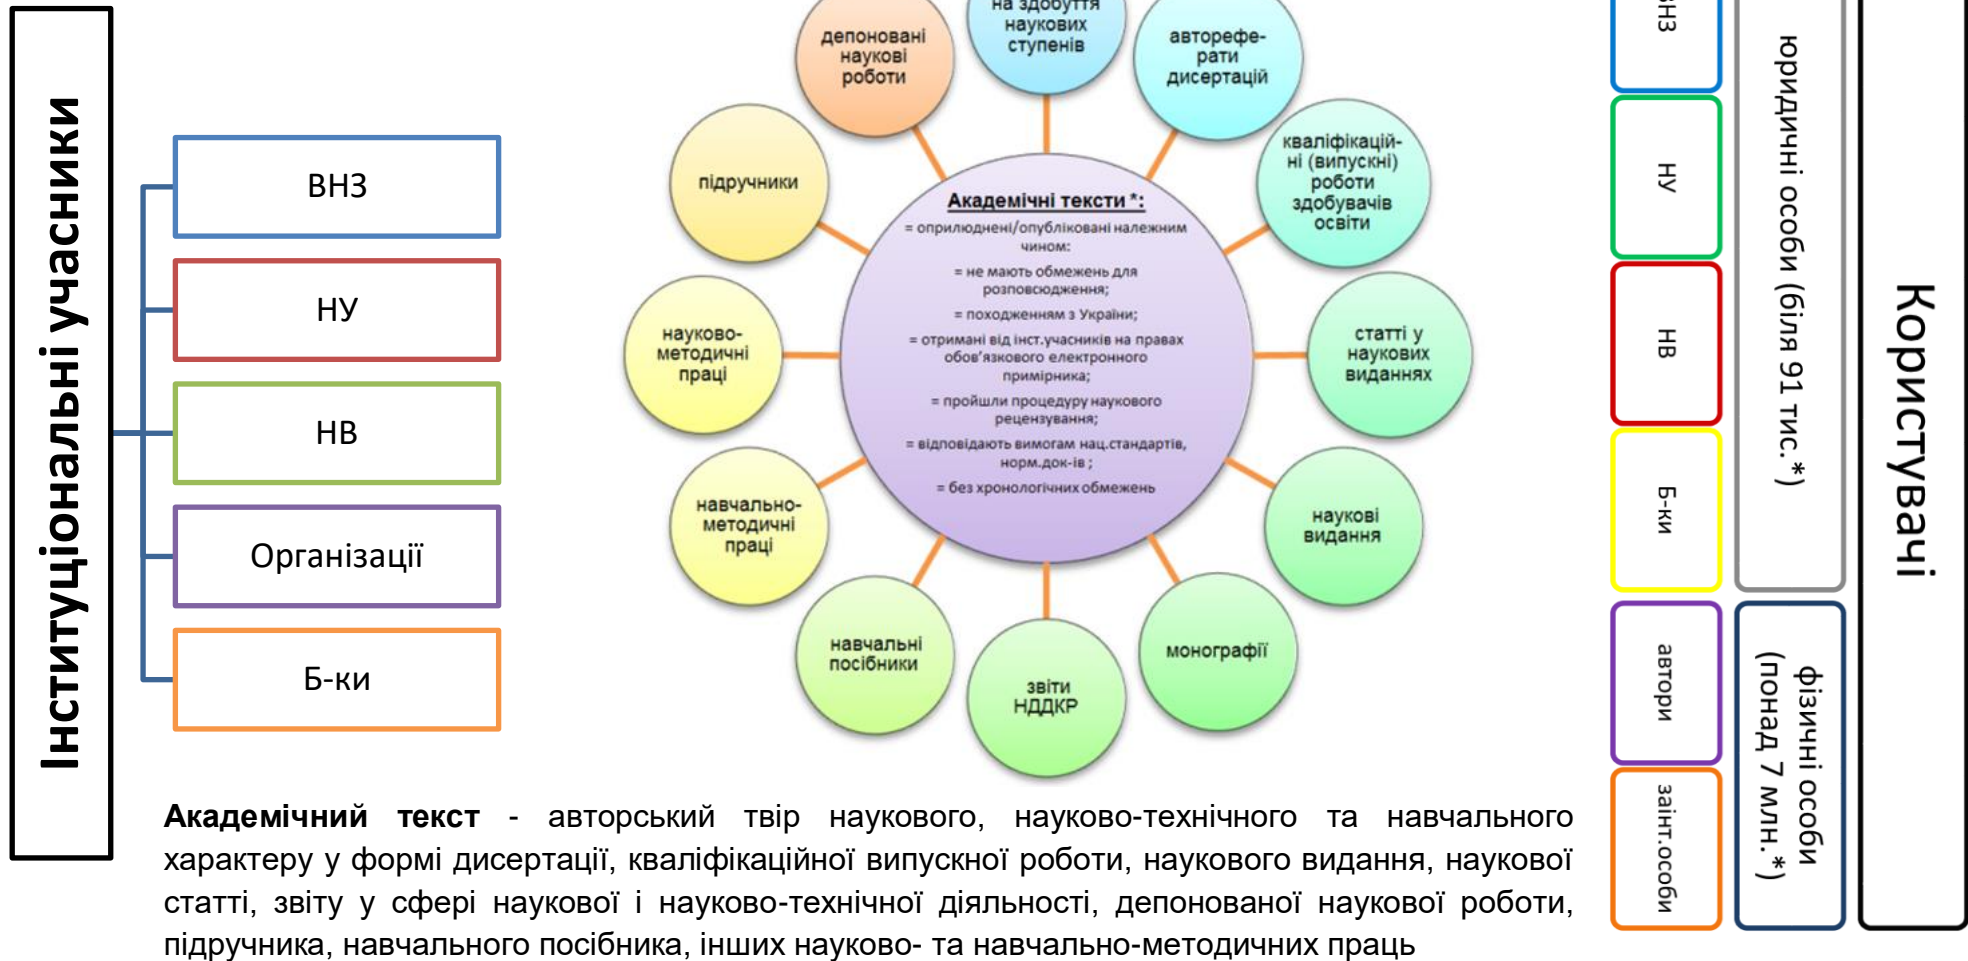 Інституціональні учасники
ВНЗ
НУ
НВ
Організації
Б-ки
на здобуття
наукових
ступенів
авторефе-
рати
дисертацій
кваліфікацій-
ні (випускні)
роботи
здобувачів
освіти
статті у
наукових
виданнях
наукові
видання
монографії
звіти
НДДКР
навчальні
посібники
навчально-
методичні
праці
науково-
методичні
праці
підручники
депоновані
наукові
роботи
Академічні тексти *:
= оприлюднені/опубліковані належним
чином:
= не мають обмежень для
розповсюдження;
= походженням з України;
= отримані від інст.учасників на правах
обов’язкового електронного
примірника;
= пройшли процедуру наукового
рецензування;
= відповідають вимогам нац.стандартів,
норм.док-ів ;
= без хронологічних обмежень
ВНЗ
НУ
НВ
Б-ки
автори
заінт.особи
юридичні особи (біля 91 тис.*)
фізичні особи
(понад 7 млн.*)
Користувачі
Академічний текст - авторський твір наукового, науково-технічного та навчального
характеру у формі дисертації, кваліфікаційної випускної роботи, наукового видання, наукової
статті, звіту у сфері наукової і науково-технічної діяльності, депонованої наукової роботи,
підручника, навчального посібника, інших науково- та навчально-методичних праць